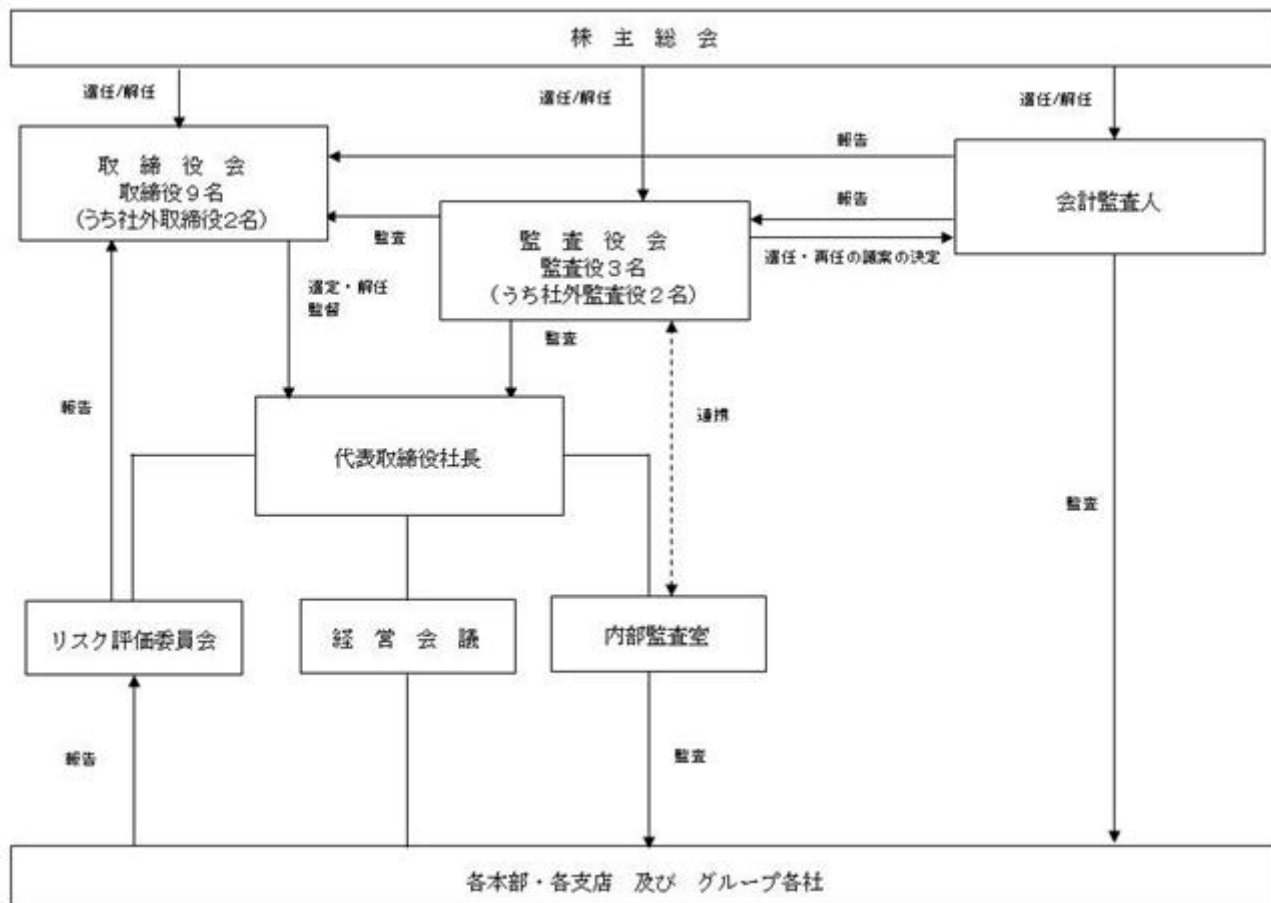 株 主 総 会
選任/解任
選任/解任
選任/解任
取 締 役 会
取締役9名
(うち社外取締役2名)
報告
会計監査人
報告
監査
監 査 役 会
監査役3名
(うち社外監査役2名)
選任・再任の議案の決定
選定・解任
監督
監査
報告
連携
代表取締役社長
監査
リスク評価委員会
経 営 会 議
内部監査室
報告
監査
各本部・各支店 及び グループ各社